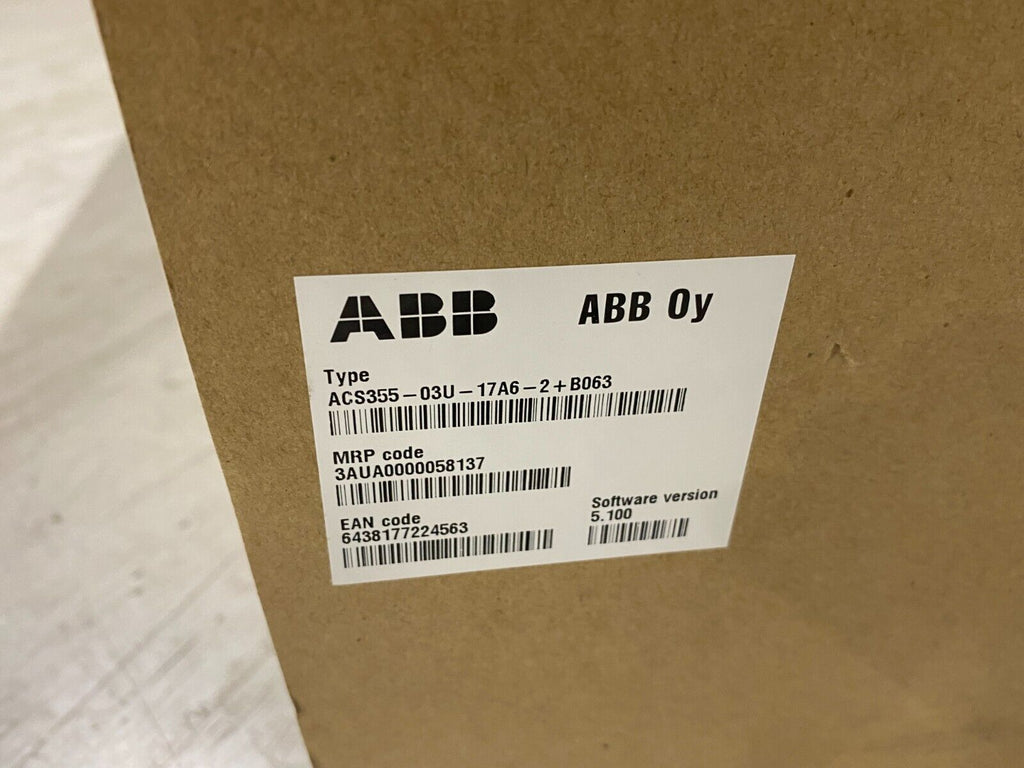 ABB ABB Oy
Type
ACS355-03U-17A6-2+B063
MRP code
3AUA0000058137
EAN code
6438177224563
Software version
5.100